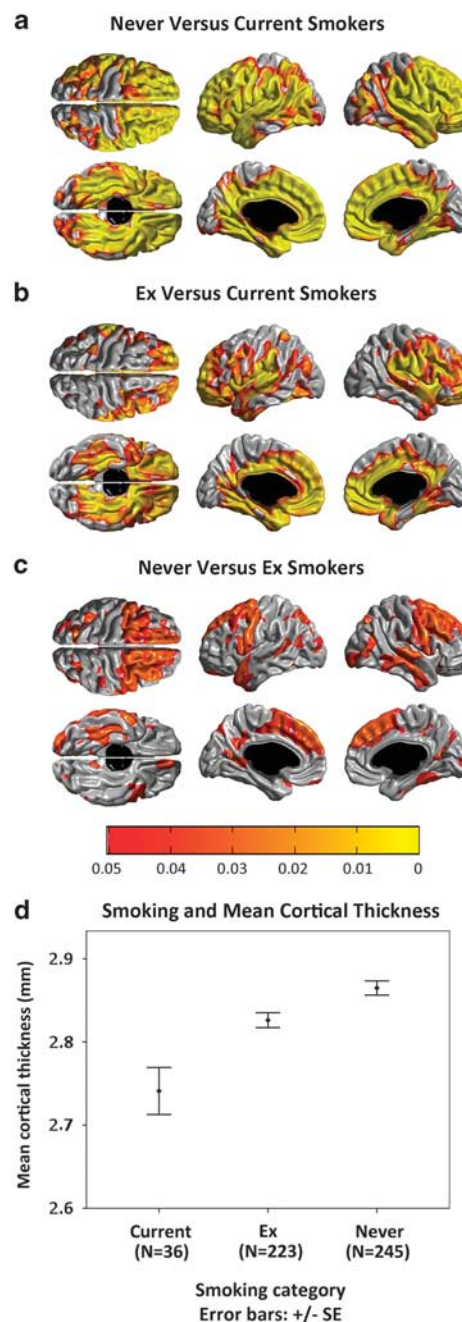 a
Never Versus Current Smokers
b
Ex Versus Current Smokers
c
Never Versus Ex Smokers
0.05 0.04 0.03 0.02 0.01 0
d
Smoking and Mean Cortical Thickness
Mean cortical thickness (mm)
2.9
2.8
2.7
2.6
Current Ex Never
(N=36) (N=223) (N=245)
Smoking category
Error bars: +/- SE